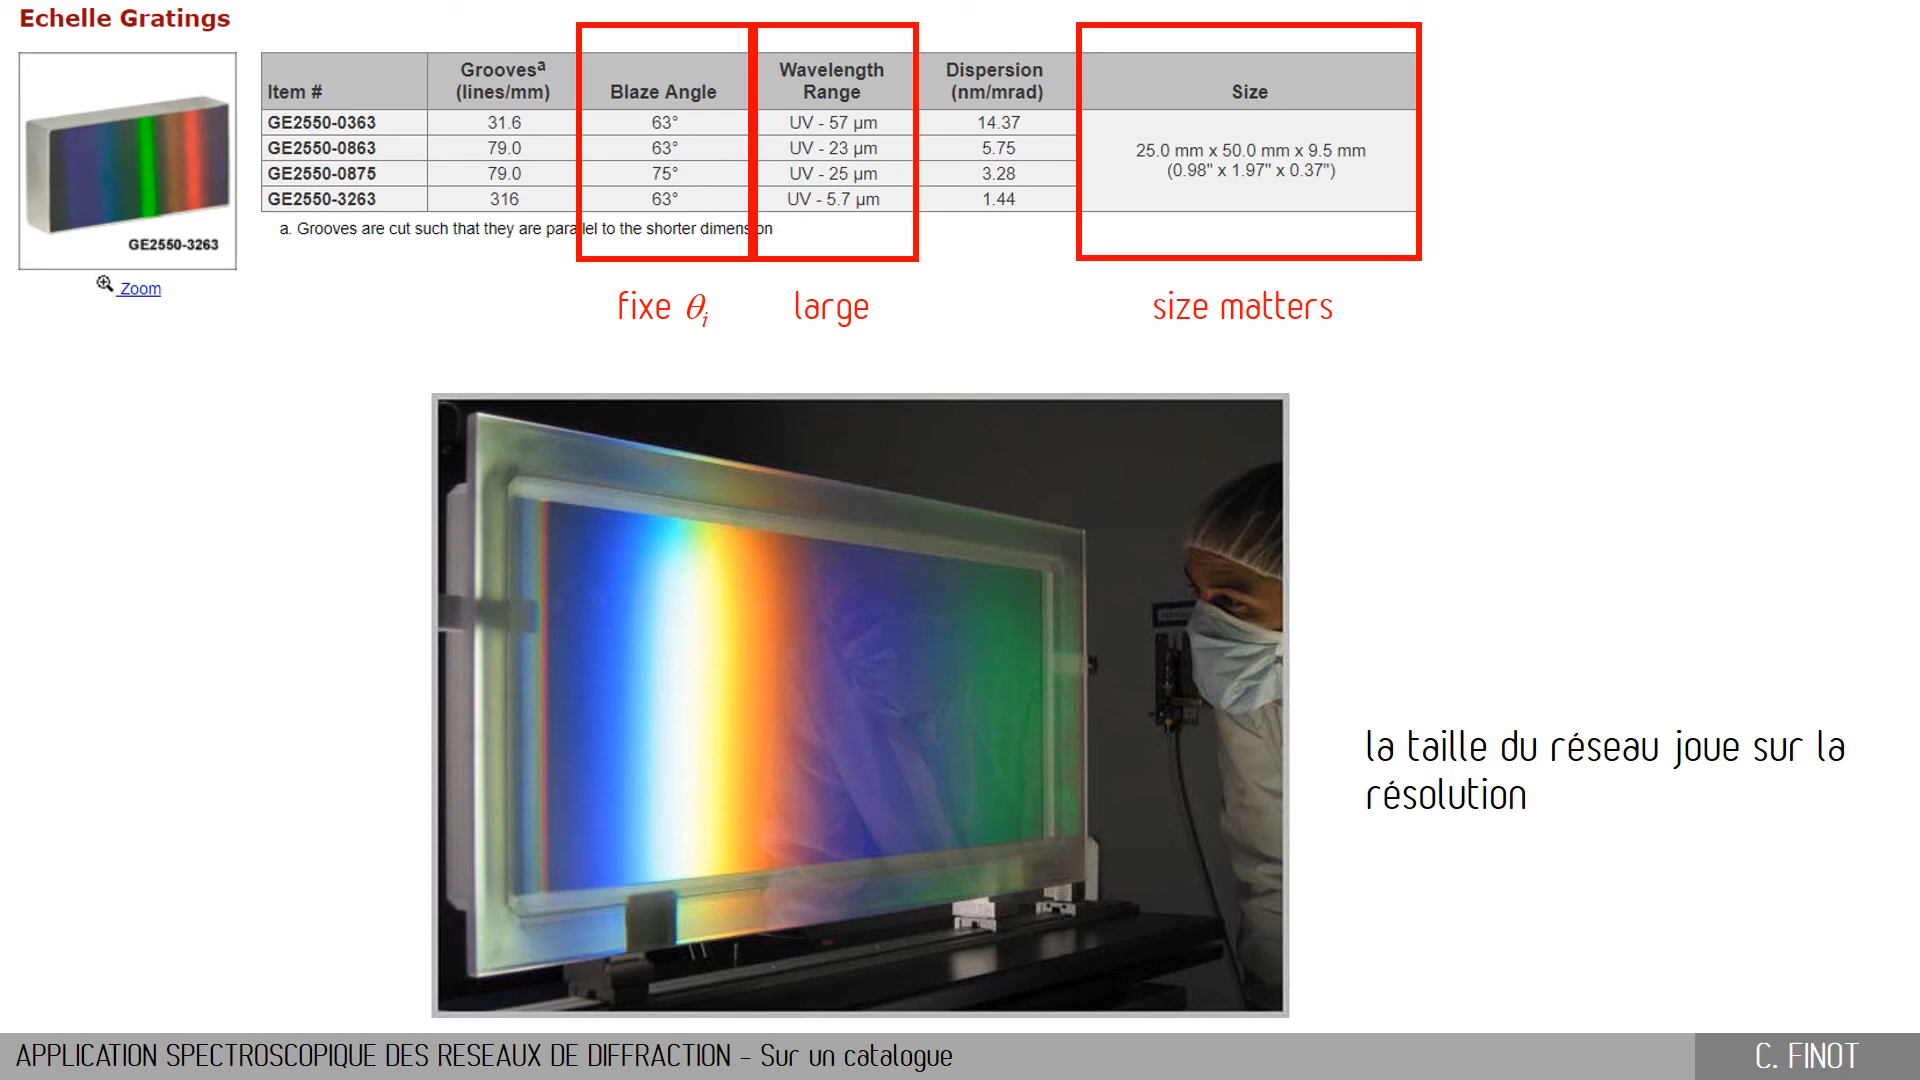 Echelle Gratings
Item # Groovesᵃ (lines/mm) Blaze Angle Wavelength Range Dispersion (nm/mrad) Size
GE2550-0363 31.6 63° UV - 57 µm 14.37
GE2550-0863 79.0 63° UV - 23 µm 5.75
GE2550-0875 79.0 75° UV - 25 µm 3.28
GE2550-3263 316 63° UV - 5.7 µm 1.44
25.0 mm x 50.0 mm x 9.5 mm
(0.98" x 1.97" x 0.37")
a. Grooves are cut such that they are parallel to the shorter dimension
GE2550-3263
Zoom
fixe θᵢ
large
size matters
la taille du réseau joue sur la
résolution
APPLICATION SPECTROSCOPIQUE DES RESEAUX DE DIFFRACTION - Sur un catalogue
C. FINOT